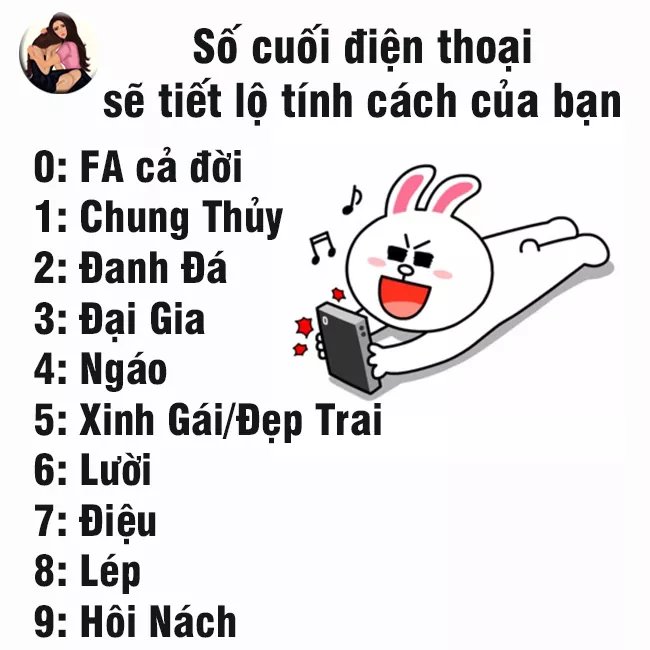 Số cuối điện thoại
sẽ tiết lộ tính cách của bạn
0: FA cả đời
1: Chung Thủy
2: Đanh Đá
3: Đại Gia
4: Ngáo
5: Xinh Gái/Đẹp Trai
6: Lười
7: Điệu
8: Lép
9: Hôi Nách